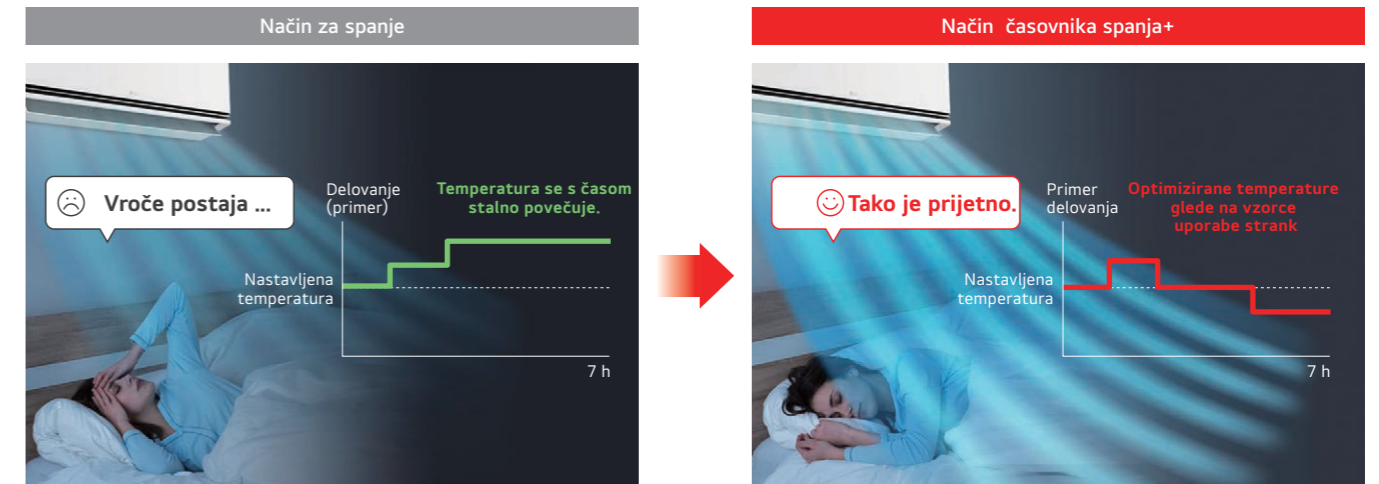 Način za spanje
Vroče postaja ...
Delovanje
(primer)
Temperatura se s časom
stalno povečuje.
Nastavljena
temperatura
7 h
Način časovnika spanja+
Tako je prijetno.
Primer
delovanja
Optimizirane temperature
glede na vzorce
uporabe strank
Nastavljena
temperatura
7 h